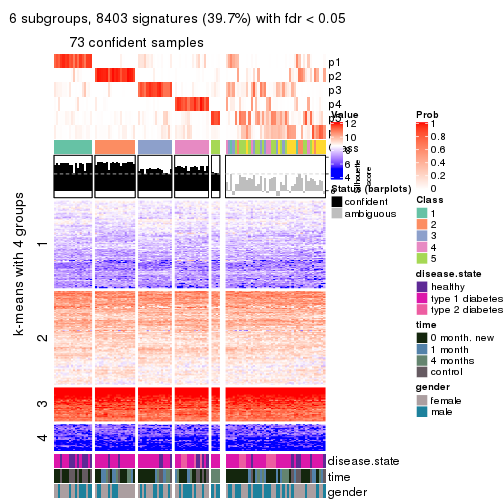 6 subgroups, 8403 signatures (39.7%) with fdr < 0.05
73 confident samples
p1
p2
p3
p4
k-means with 4 groups
1
2
3
4
disease.state
time
gender
Value
12
10
6
4
Status (barplots)
confident
ambiguous
silhouette
score
Prob
1
0.8
0.6
0.4
0.2
0
Class
1
2
3
4
5
disease.state
healthy
type 1 diabetes
type 2 diabetes
time
0 month. new
1 month
4 months
control
gender
female
male